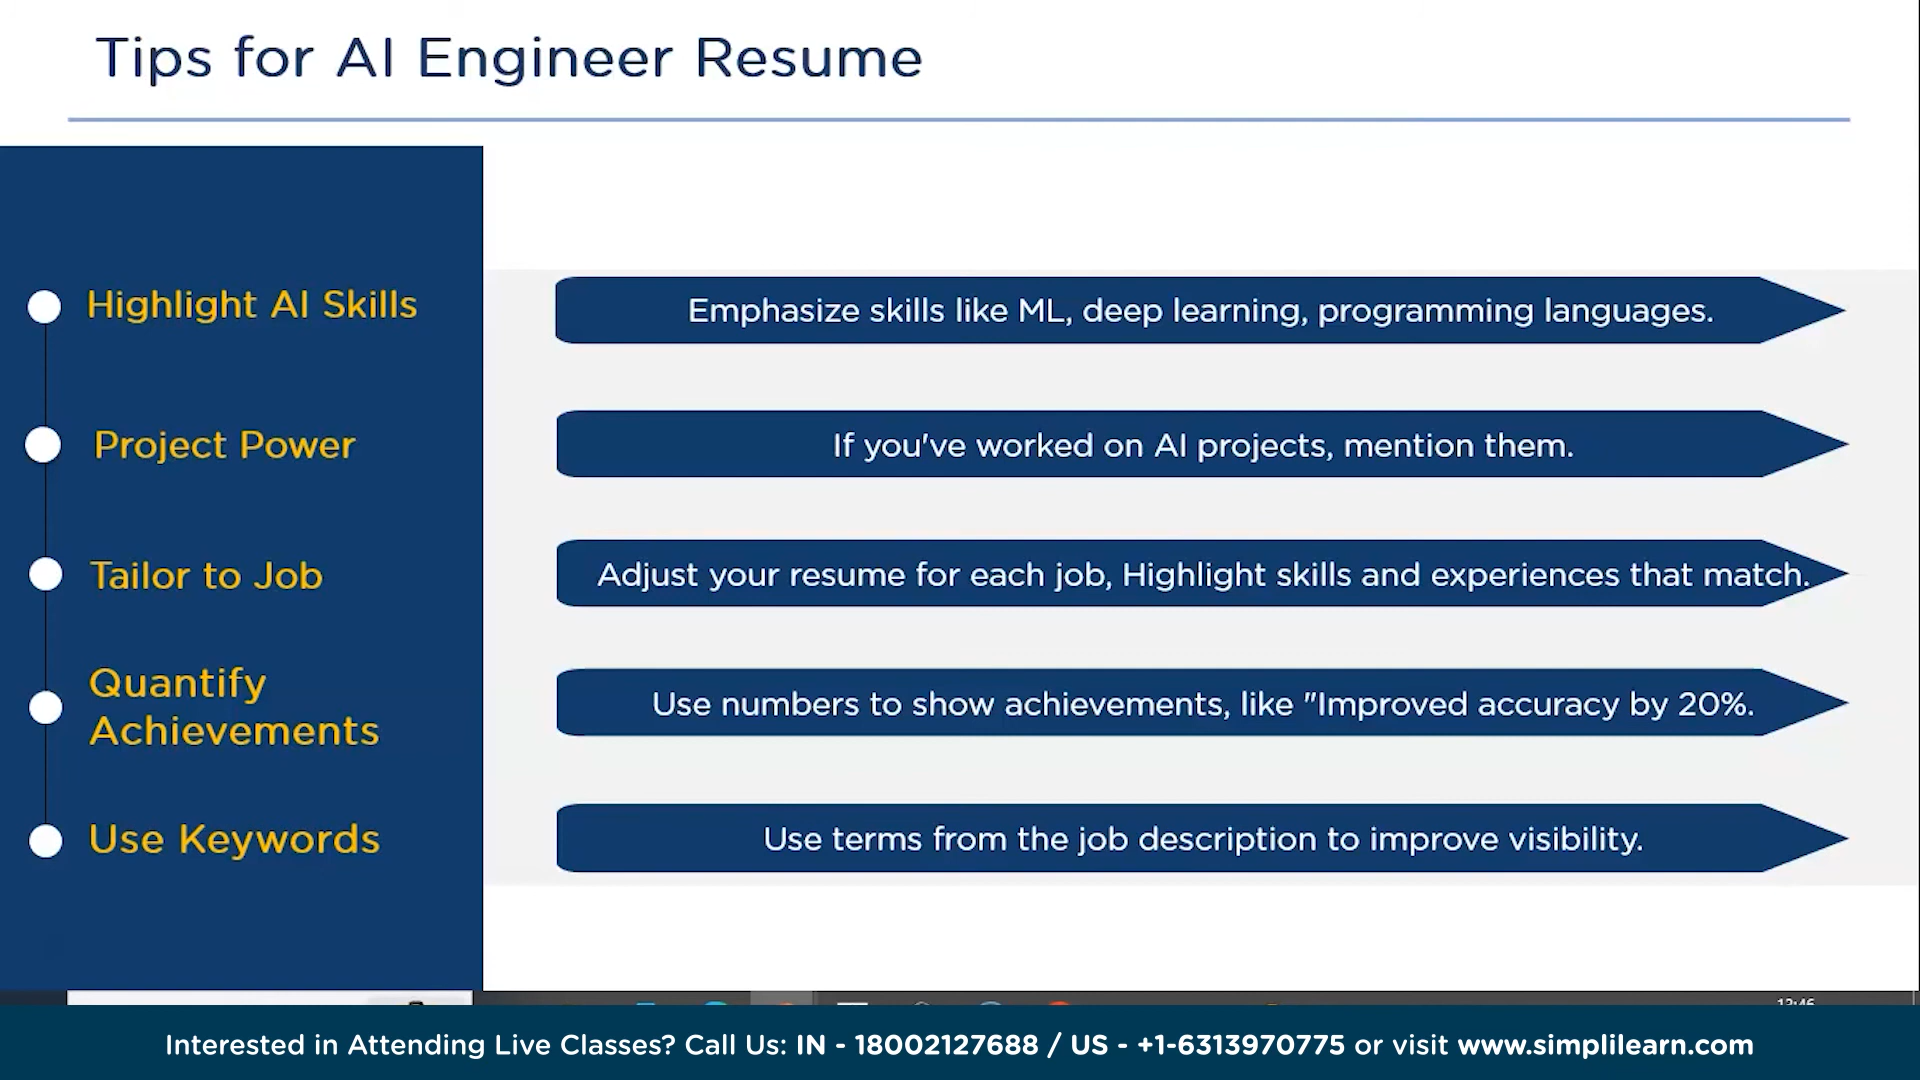 Tips for AI Engineer Resume
Highlight AI Skills
Emphasize skills like ML, deep learning, programming languages.
Project Power
If you've worked on AI projects, mention them.
Tailor to Job
Adjust your resume for each job, Highlight skills and experiences that match.
Quantify
Achievements
Use numbers to show achievements, like "Improved accuracy by 20%.
Use Keywords
Use terms from the job description to improve visibility.
Interested in Attending Live Classes? Call Us: IN - 18002127688 / US - +1-6313970775 or visit www.simplilearn.com